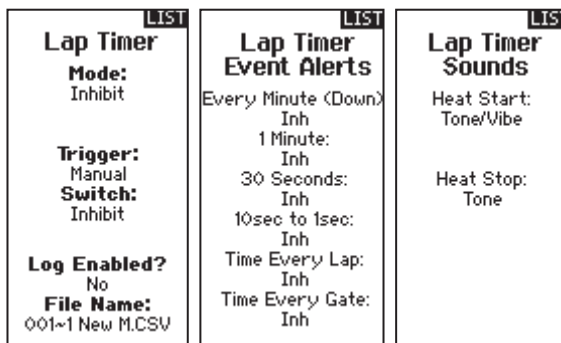 LIST
Lap Timer
Mode:
Inhibit
Trigger:
Manual
Switch:
Inhibit
Log Enabled?
No
File Name:
001~1 New M.CSV
LIST
Lap Timer
Event Alerts
Every Minute (Down)
Inh
1 Minute:
Inh
30 Seconds:
Inh
10sec to 1sec:
Inh
Time Every Lap:
Inh
Time Every Gate:
Inh
LIS
Lap Timer
Sounds
Heat Start:
Tone/Vibe
Heat Stop:
Tone